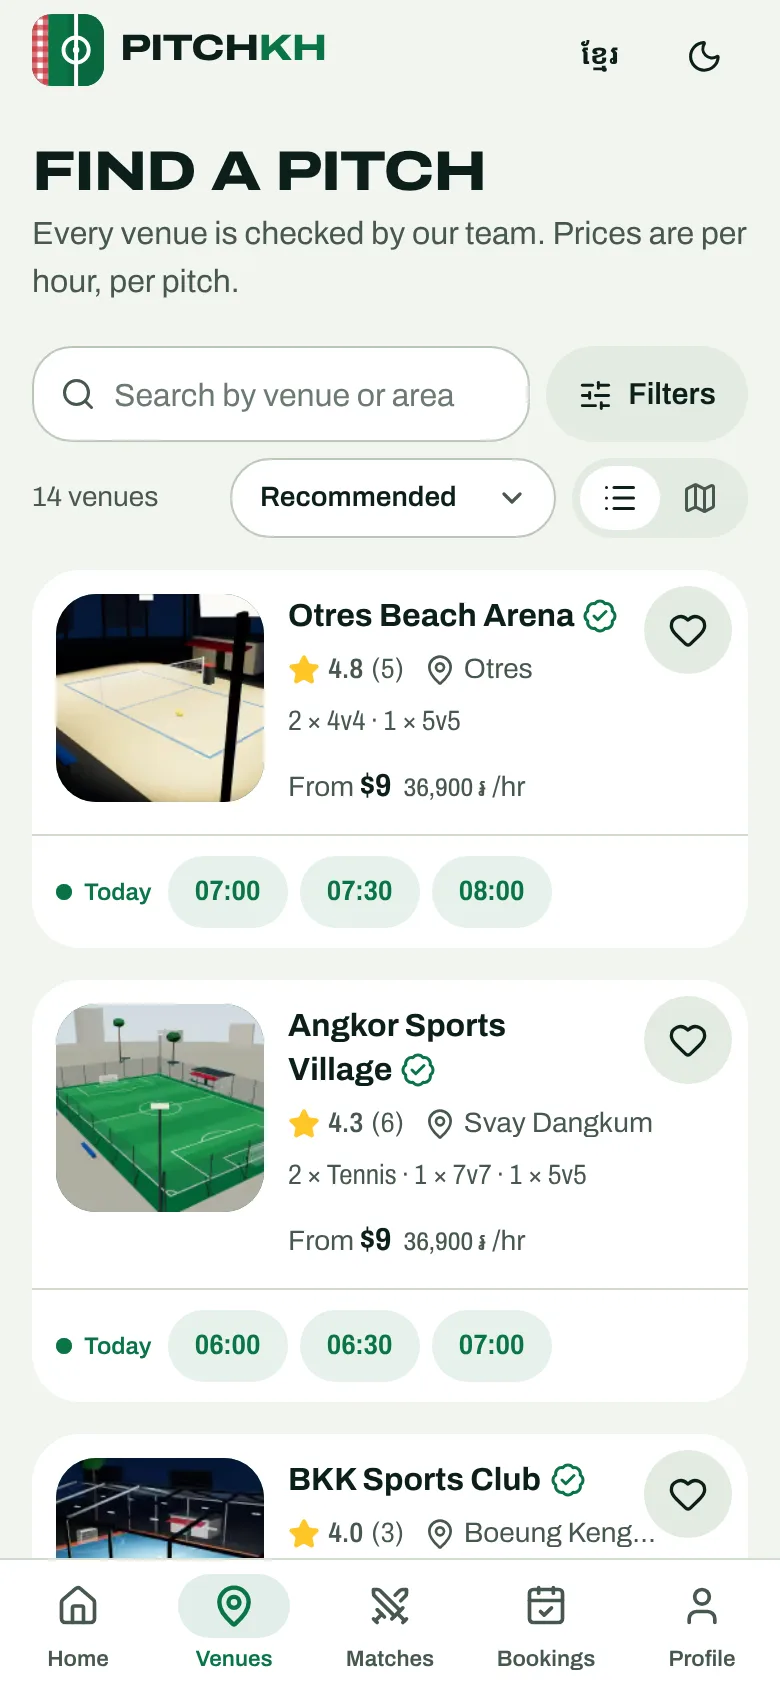 PITCHKH
ខ្មែរ
FIND A PITCH
Every venue is checked by our team. Prices are per
hour, per pitch.
Search by venue or area
Filters
14 venues
Recommended
Otres Beach Arena
4.8 (5) Otres
2 × 4v4 · 1 × 5v5
From $9 36,900 ៛ /hr
Today 07:00 07:30 08:00
Angkor Sports
Village
4.3 (6) Svay Dangkum
2 × Tennis · 1 × 7v7 · 1 × 5v5
From $9 36,900 ៛ /hr
Today 06:00 06:30 07:00
BKK Sports Club
4.0 (3) Boeung Keng...
Home Venues Matches Bookings Profile